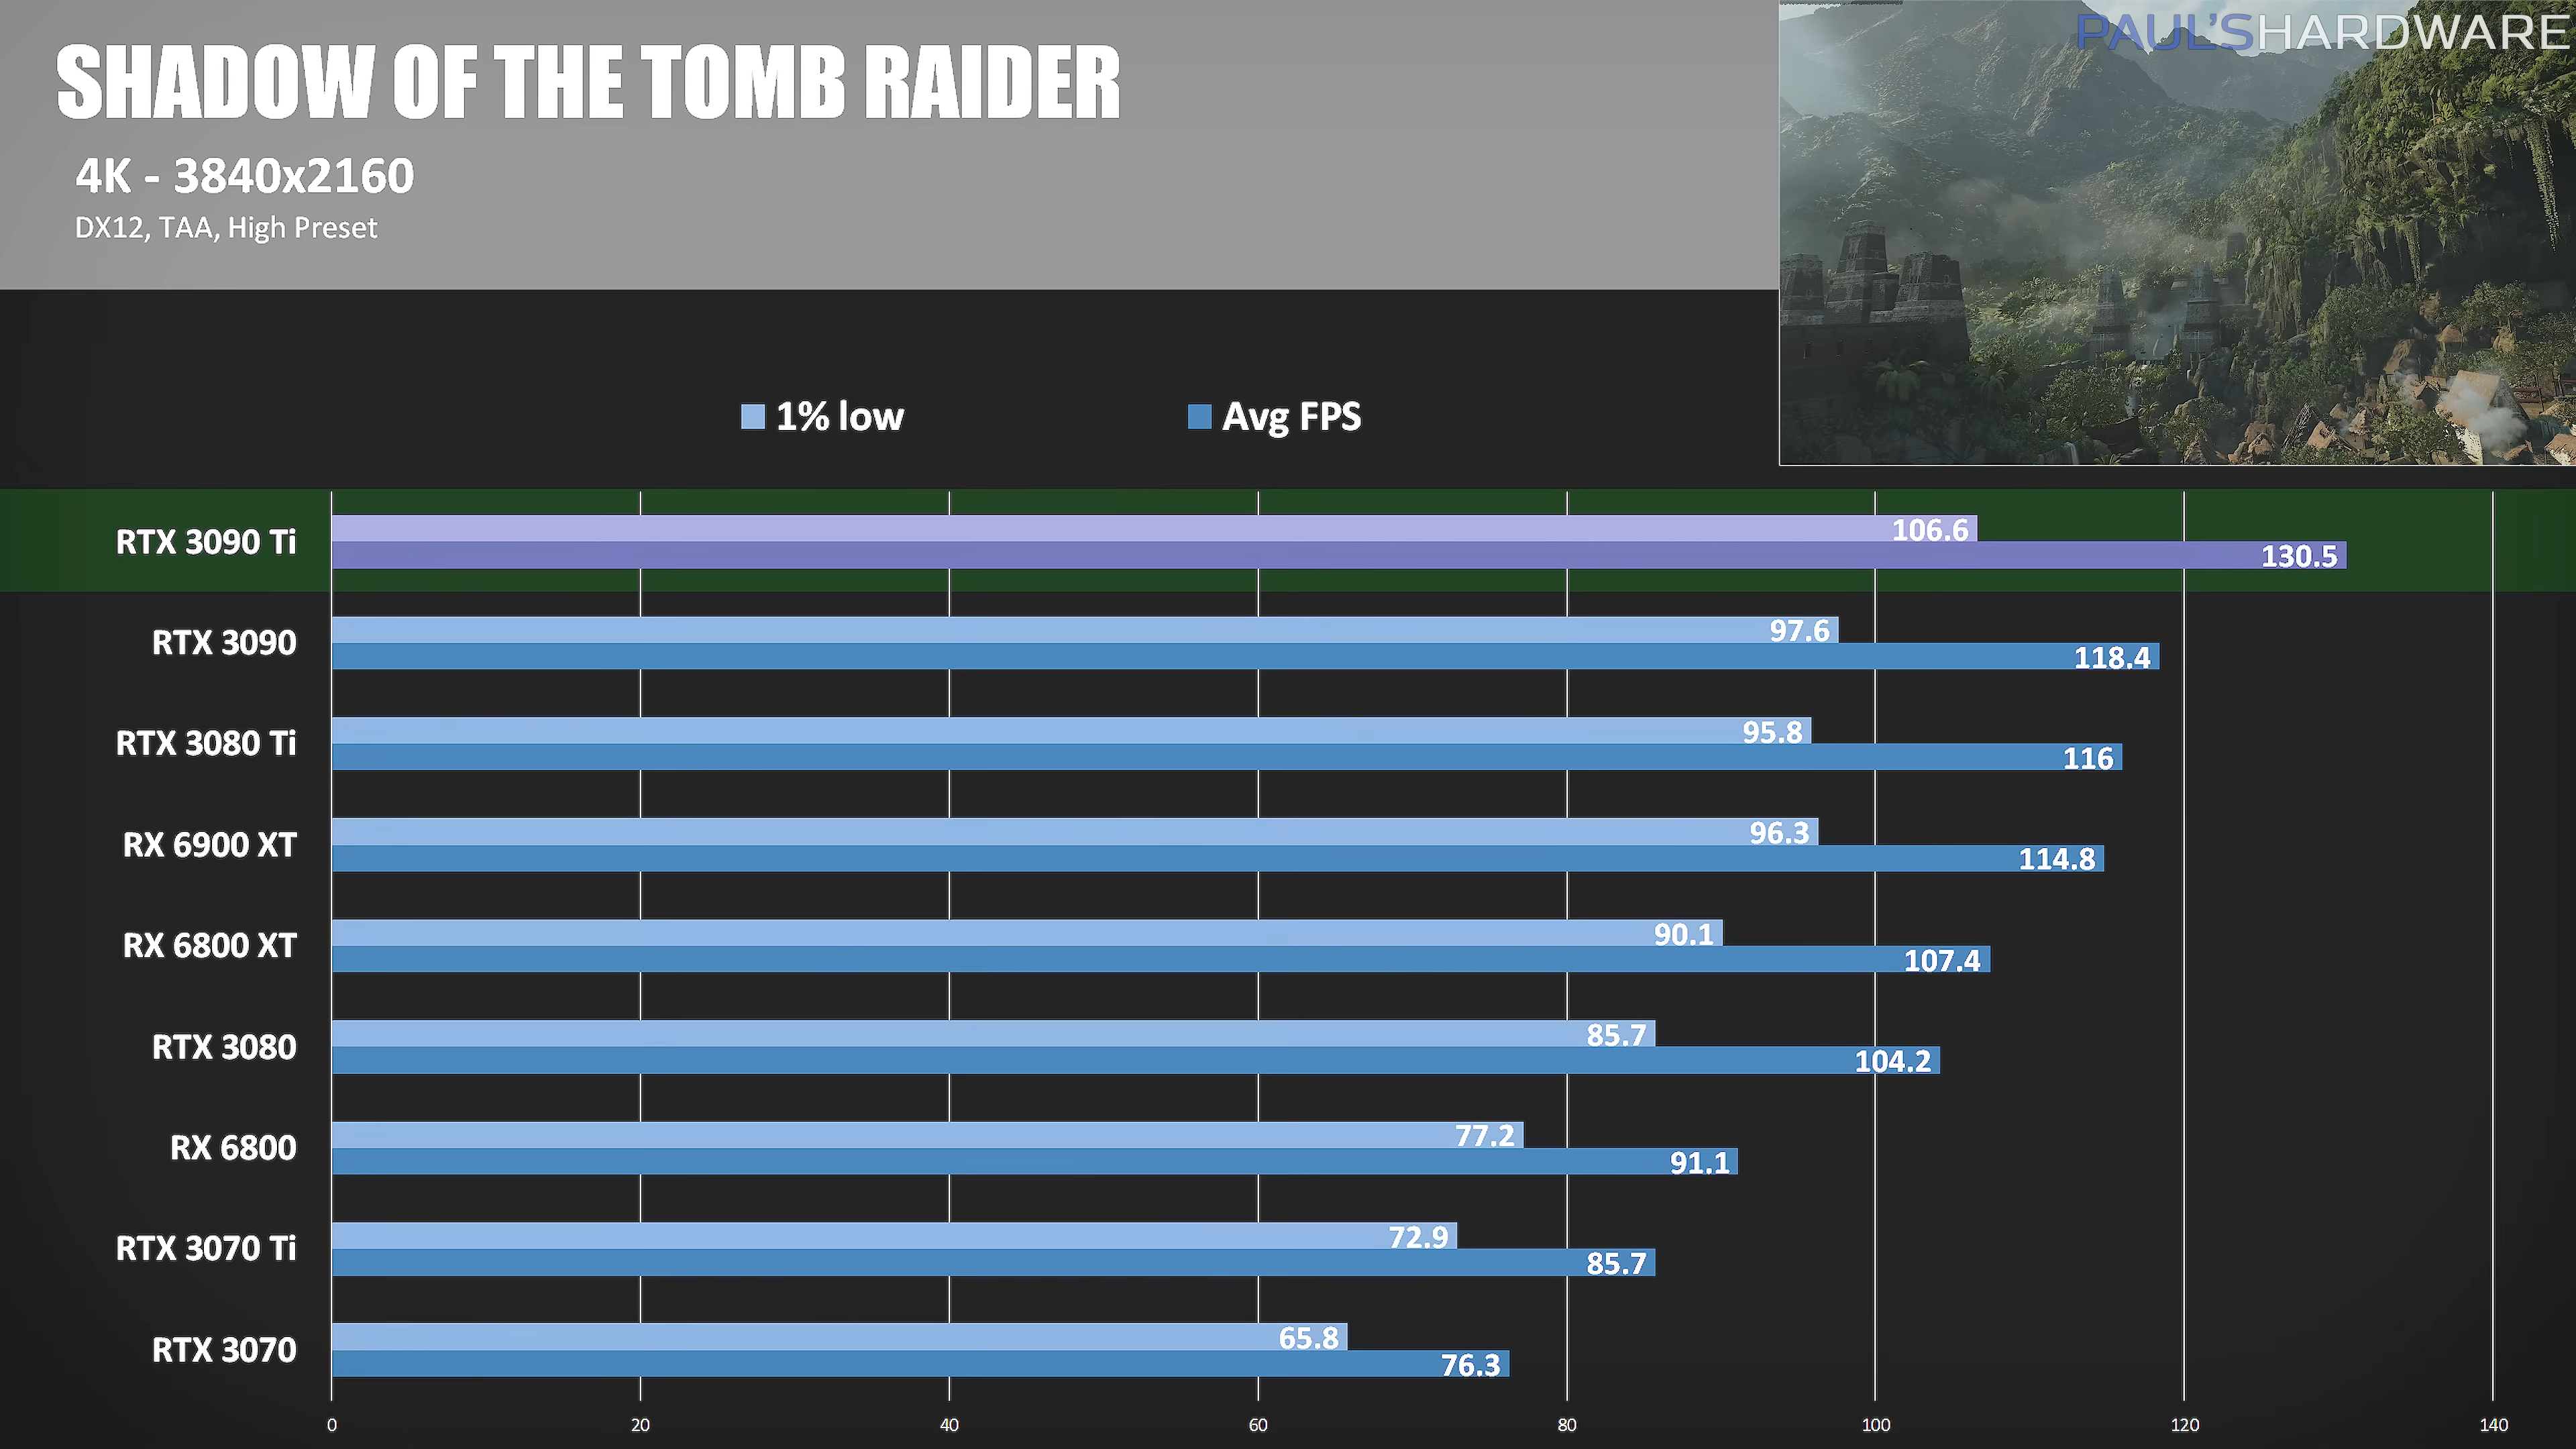 PAUL'SHARDWARE
SHADOW OF THE TOMB RAIDER
4K - 3840x2160
DX12, TAA, High Preset
1% low Avg FPS
RTX 3090 Ti 106.6
130.5
RTX 3090 97.6
118.4
RTX 3080 Ti 95.8
116
RX 6900 XT 96.3
114.8
RX 6800 XT 90.1
107.4
RTX 3080 85.7
104.2
RX 6800 77.2
91.1
RTX 3070 Ti 72.9
85.7
RTX 3070 65.8
76.3
0 20 40 60 80 100 120 140